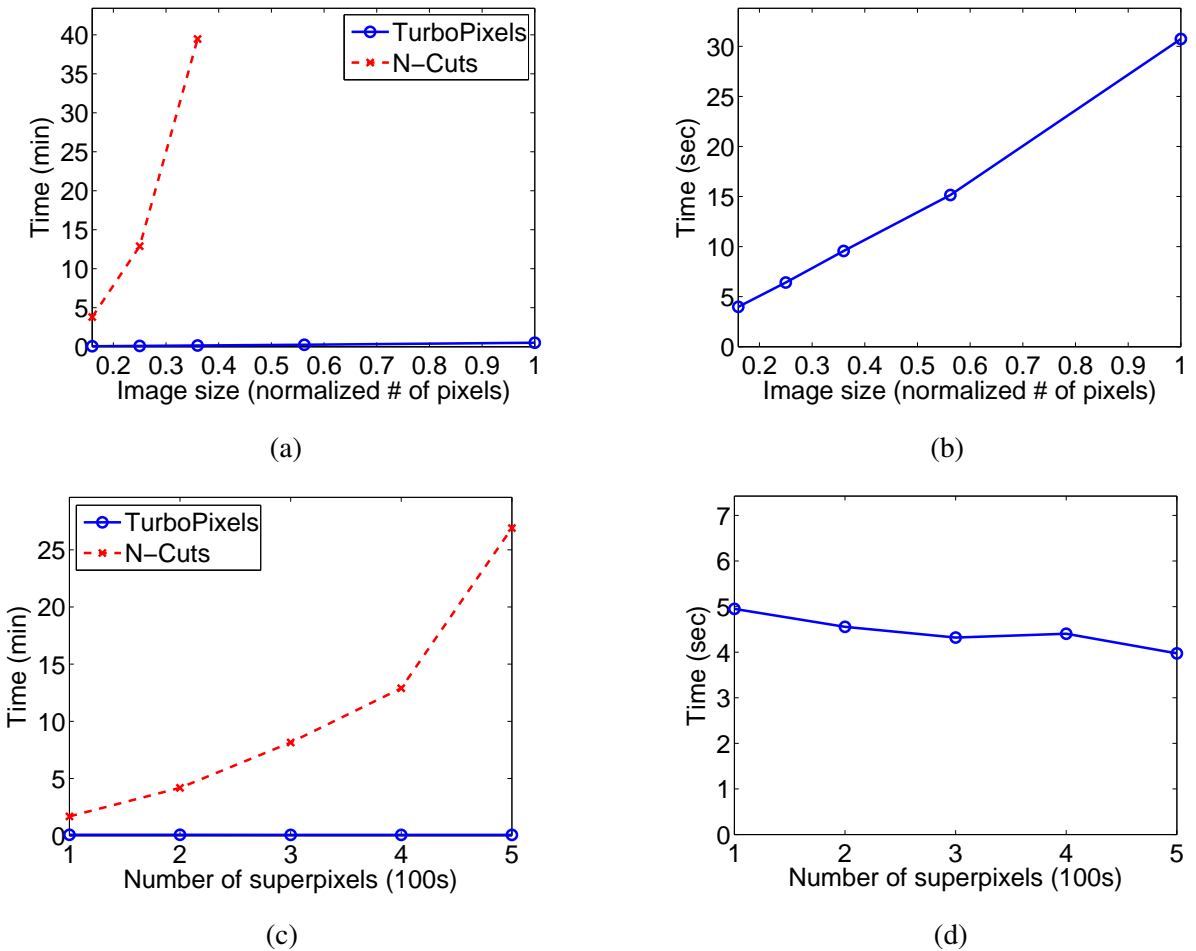 40
35
30
25
20
15
10
5
0
Time (min)
TurboPixels
N−Cuts
0.2 0.3 0.4 0.5 0.6 0.7 0.8 0.9 1
Image size (normalized # of pixels)
(a)
30
25
20
15
10
5
0
Time (sec)
0.2 0.3 0.4 0.5 0.6 0.7 0.8 0.9 1
Image size (normalized # of pixels)
(b)
25
20
15
10
5
0
Time (min)
TurboPixels
N−Cuts
1 2 3 4 5
Number of superpixels (100s)
(c)
7
6
5
4
3
2
1
0
Time (sec)
1 2 3 4 5
Number of superpixels (100s)
(d)